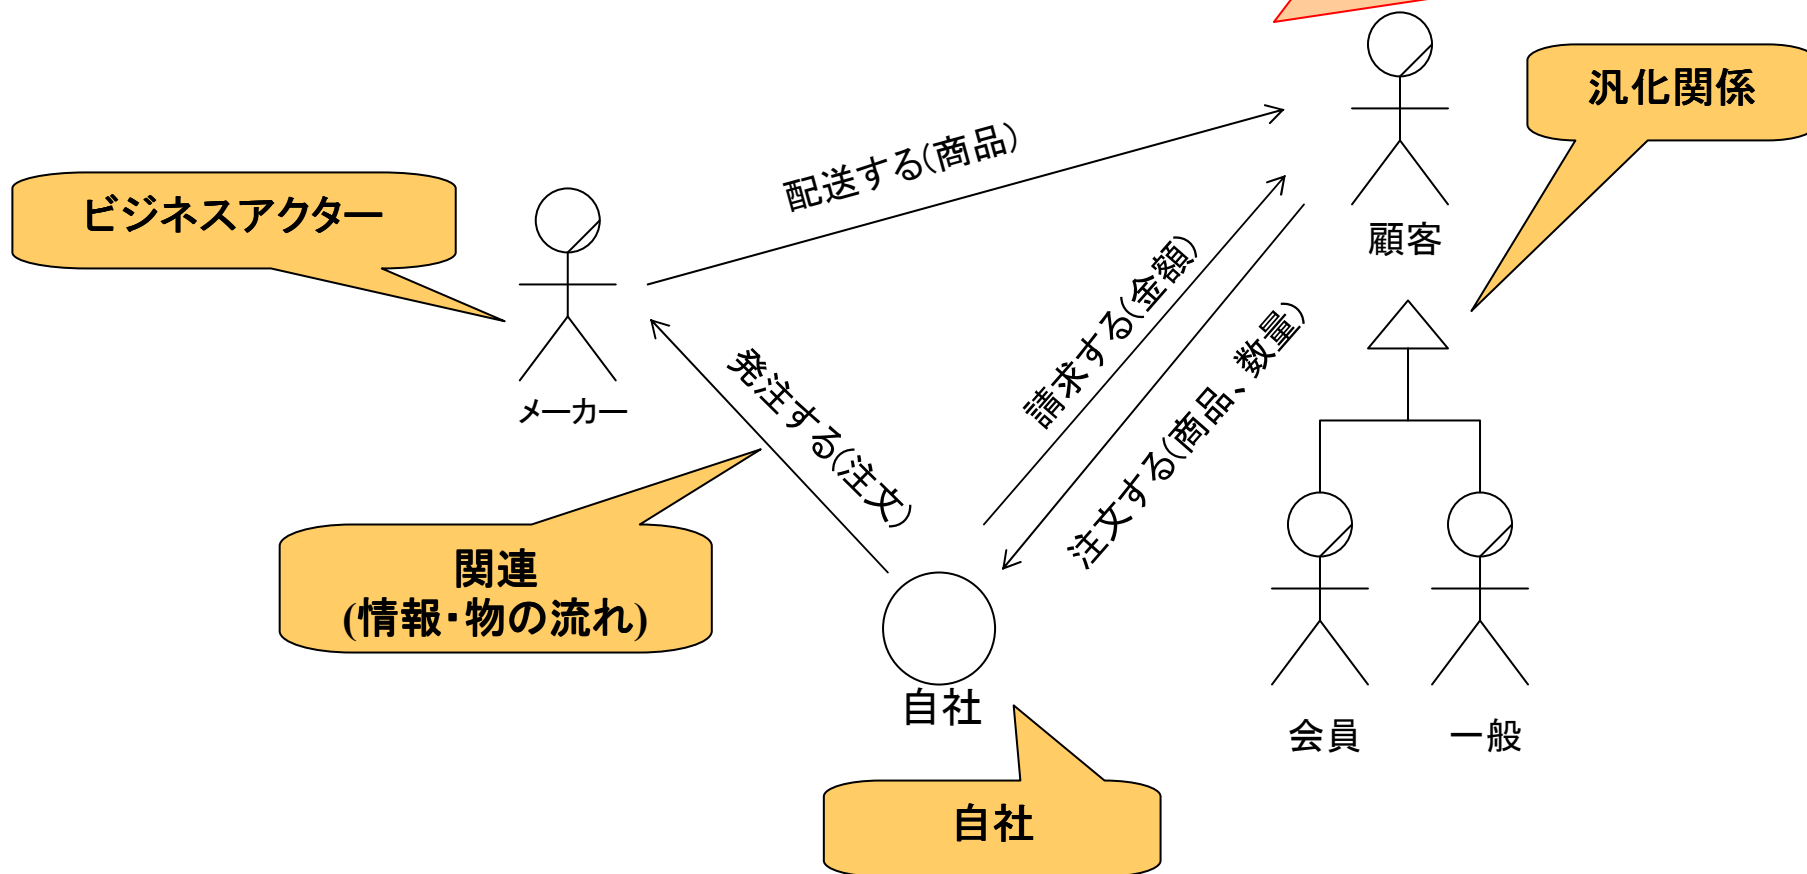 汎化関係
配送する(商品)
ビジネスアクター
顧客
請求する(金額)
注文する(商品、数量)
メーカー
発注する(注文)
関連
(情報・物の流れ)
自社
会員
一般
自社